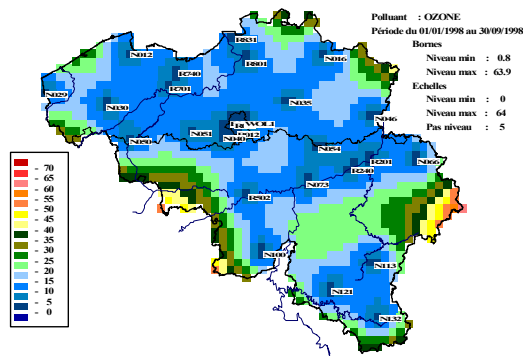 Polluant : OZONE
Période du 01/01/1998 au 30/09/1998
Bornes
Niveau min : 0.8
Niveau max : 63.9
Echelles
Niveau min : 0
Niveau max : 64
Pas niveau : 5
R831
N012
R801
N016
R740
R701
N029
N035
N030
N046
WOL1
N051
N040
N050
N054
R201
N066
R240
N073
R502
N100
N113
N121
N132
- 70
- 65
- 60
- 55
- 50
- 45
- 40
- 35
- 30
- 25
- 20
- 15
- 10
- 5
- 0